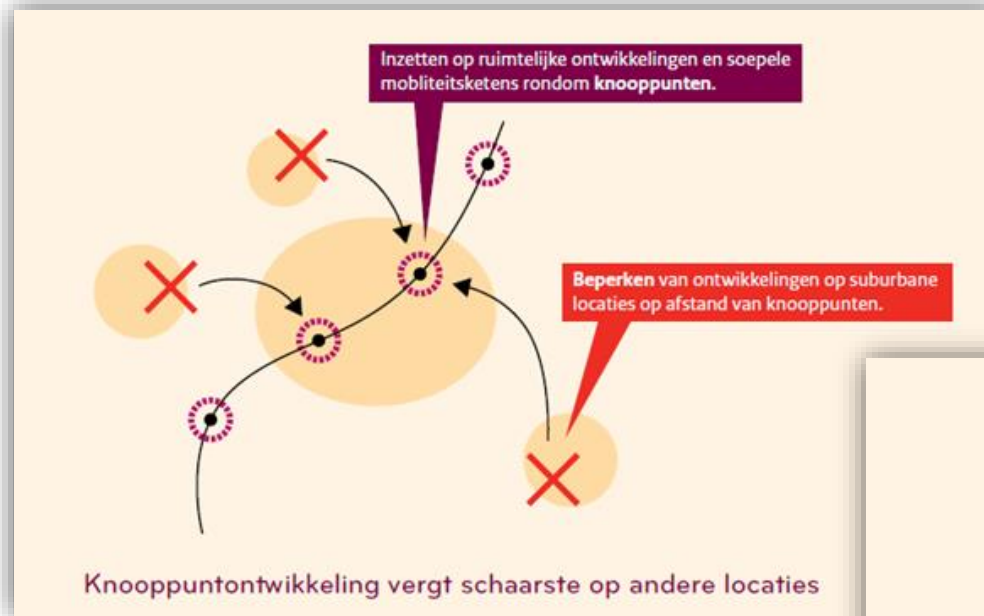 Inzetten op ruimtelijke ontwikkelingen en soepele
mobliteitsketens rondom knooppunten.
Beperken van ontwikkelingen op suburbane
locaties op afstand van knooppunten.
Knooppuntontwikkeling vergt schaarste op andere locaties